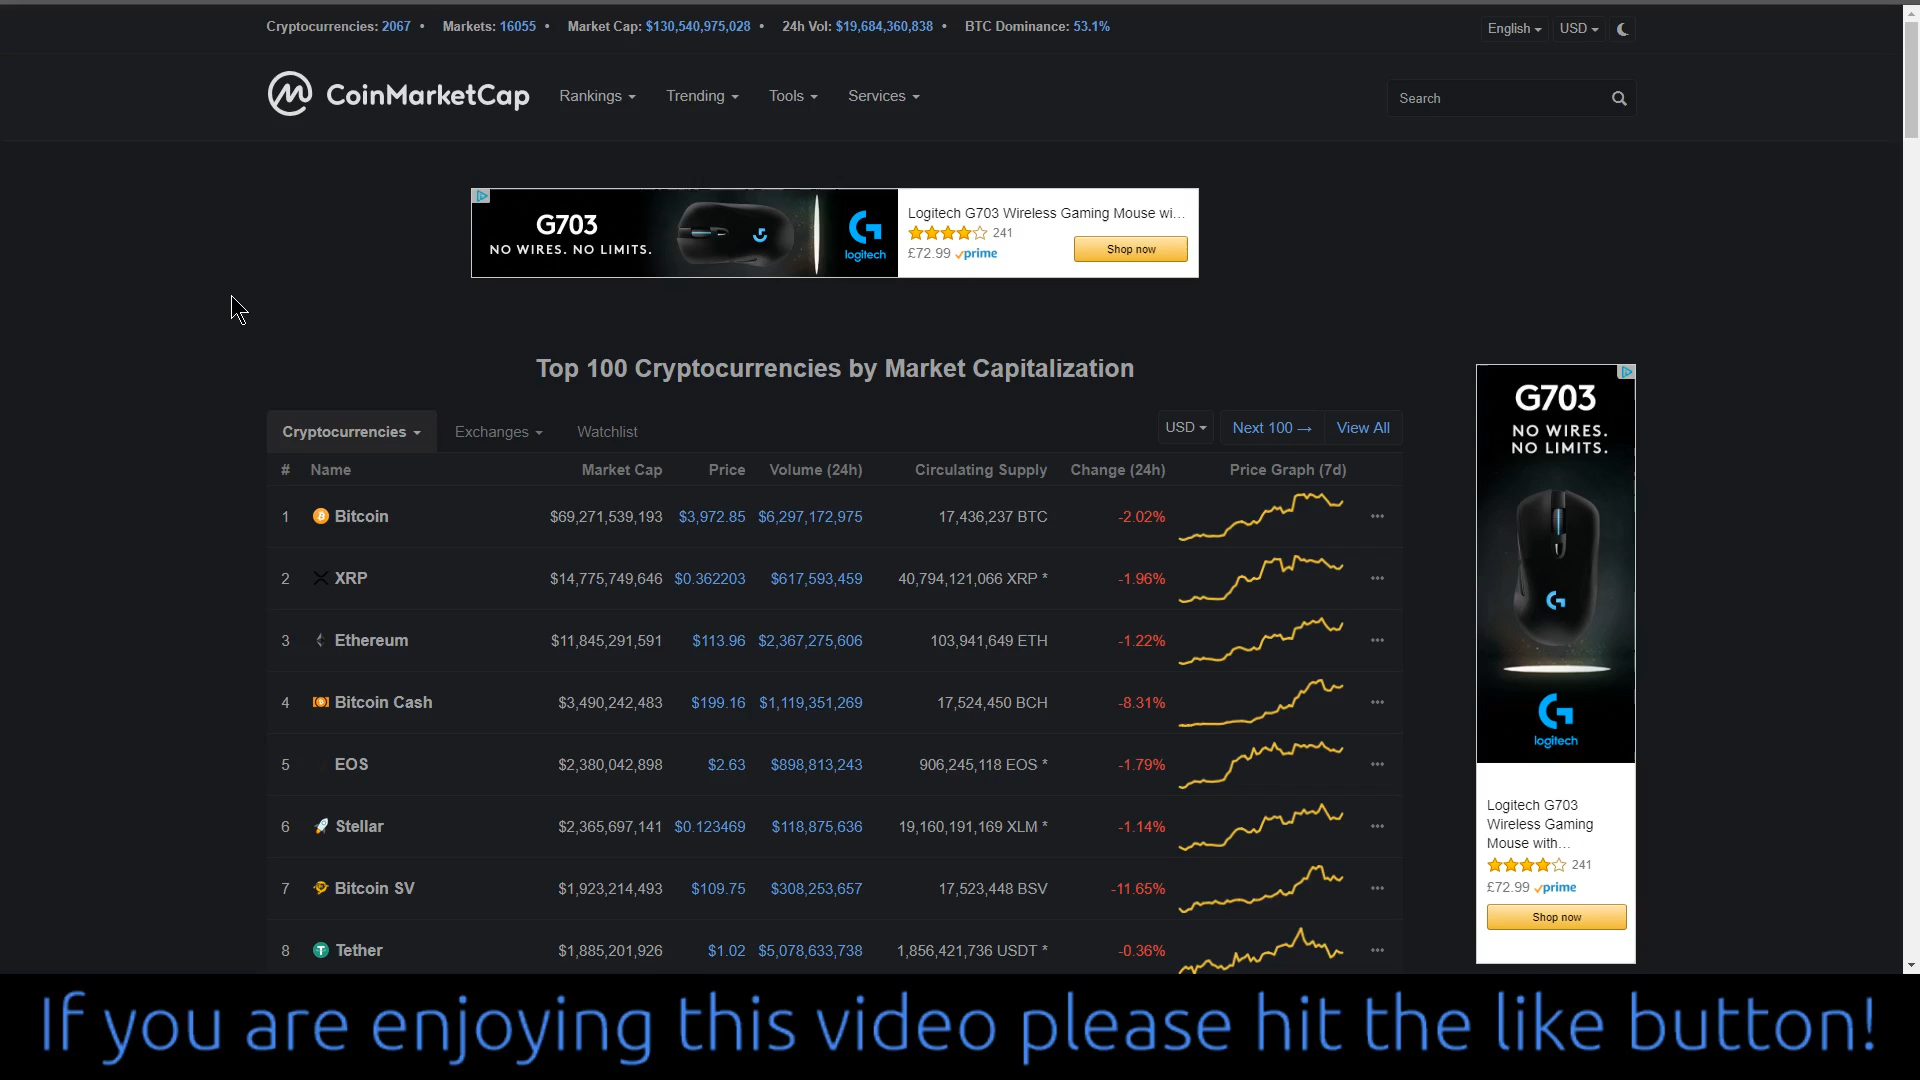 Cryptocurrencies: 2067 • Markets: 16055 • Market Cap: $130,540,975,028 • 24h Vol: $19,684,360,838 • BTC Dominance: 53.1% English USD
CoinMarketCap Rankings Trending Tools Services Search
G703
NO WIRES. NO LIMITS.
logitech
Logitech G703 Wireless Gaming Mouse wi...
241
£72.99 prime
Shop now
Top 100 Cryptocurrencies by Market Capitalization
Cryptocurrencies Exchanges Watchlist USD Next 100 → View All
# Name Market Cap Price Volume (24h) Circulating Supply Change (24h) Price Graph (7d)
1 Bitcoin $69,271,539,193 $3,972.85 $6,297,172,975 17,436,237 BTC -2.02%
2 XRP $14,775,749,646 $0.362203 $617,593,459 40,794,121,066 XRP * -1.96%
3 Ethereum $11,845,291,591 $113.96 $2,367,275,606 103,941,649 ETH -1.22%
4 Bitcoin Cash $3,490,242,483 $199.16 $1,119,351,269 17,524,450 BCH -8.31%
5 EOS $2,380,042,898 $2.63 $898,813,243 906,245,118 EOS * -1.79%
6 Stellar $2,365,697,141 $0.123469 $118,875,636 19,160,191,169 XLM * -1.14%
7 Bitcoin SV $1,923,214,493 $109.75 $308,253,657 17,523,448 BSV -11.65%
8 Tether $1,885,201,926 $1.02 $5,078,633,738 1,856,421,736 USDT * -0.36%
G703
NO WIRES.
NO LIMITS.
logitech
Logitech G703
Wireless Gaming
Mouse with...
241
£72.99 prime
Shop now
If you are enjoying this video please hit the like button!